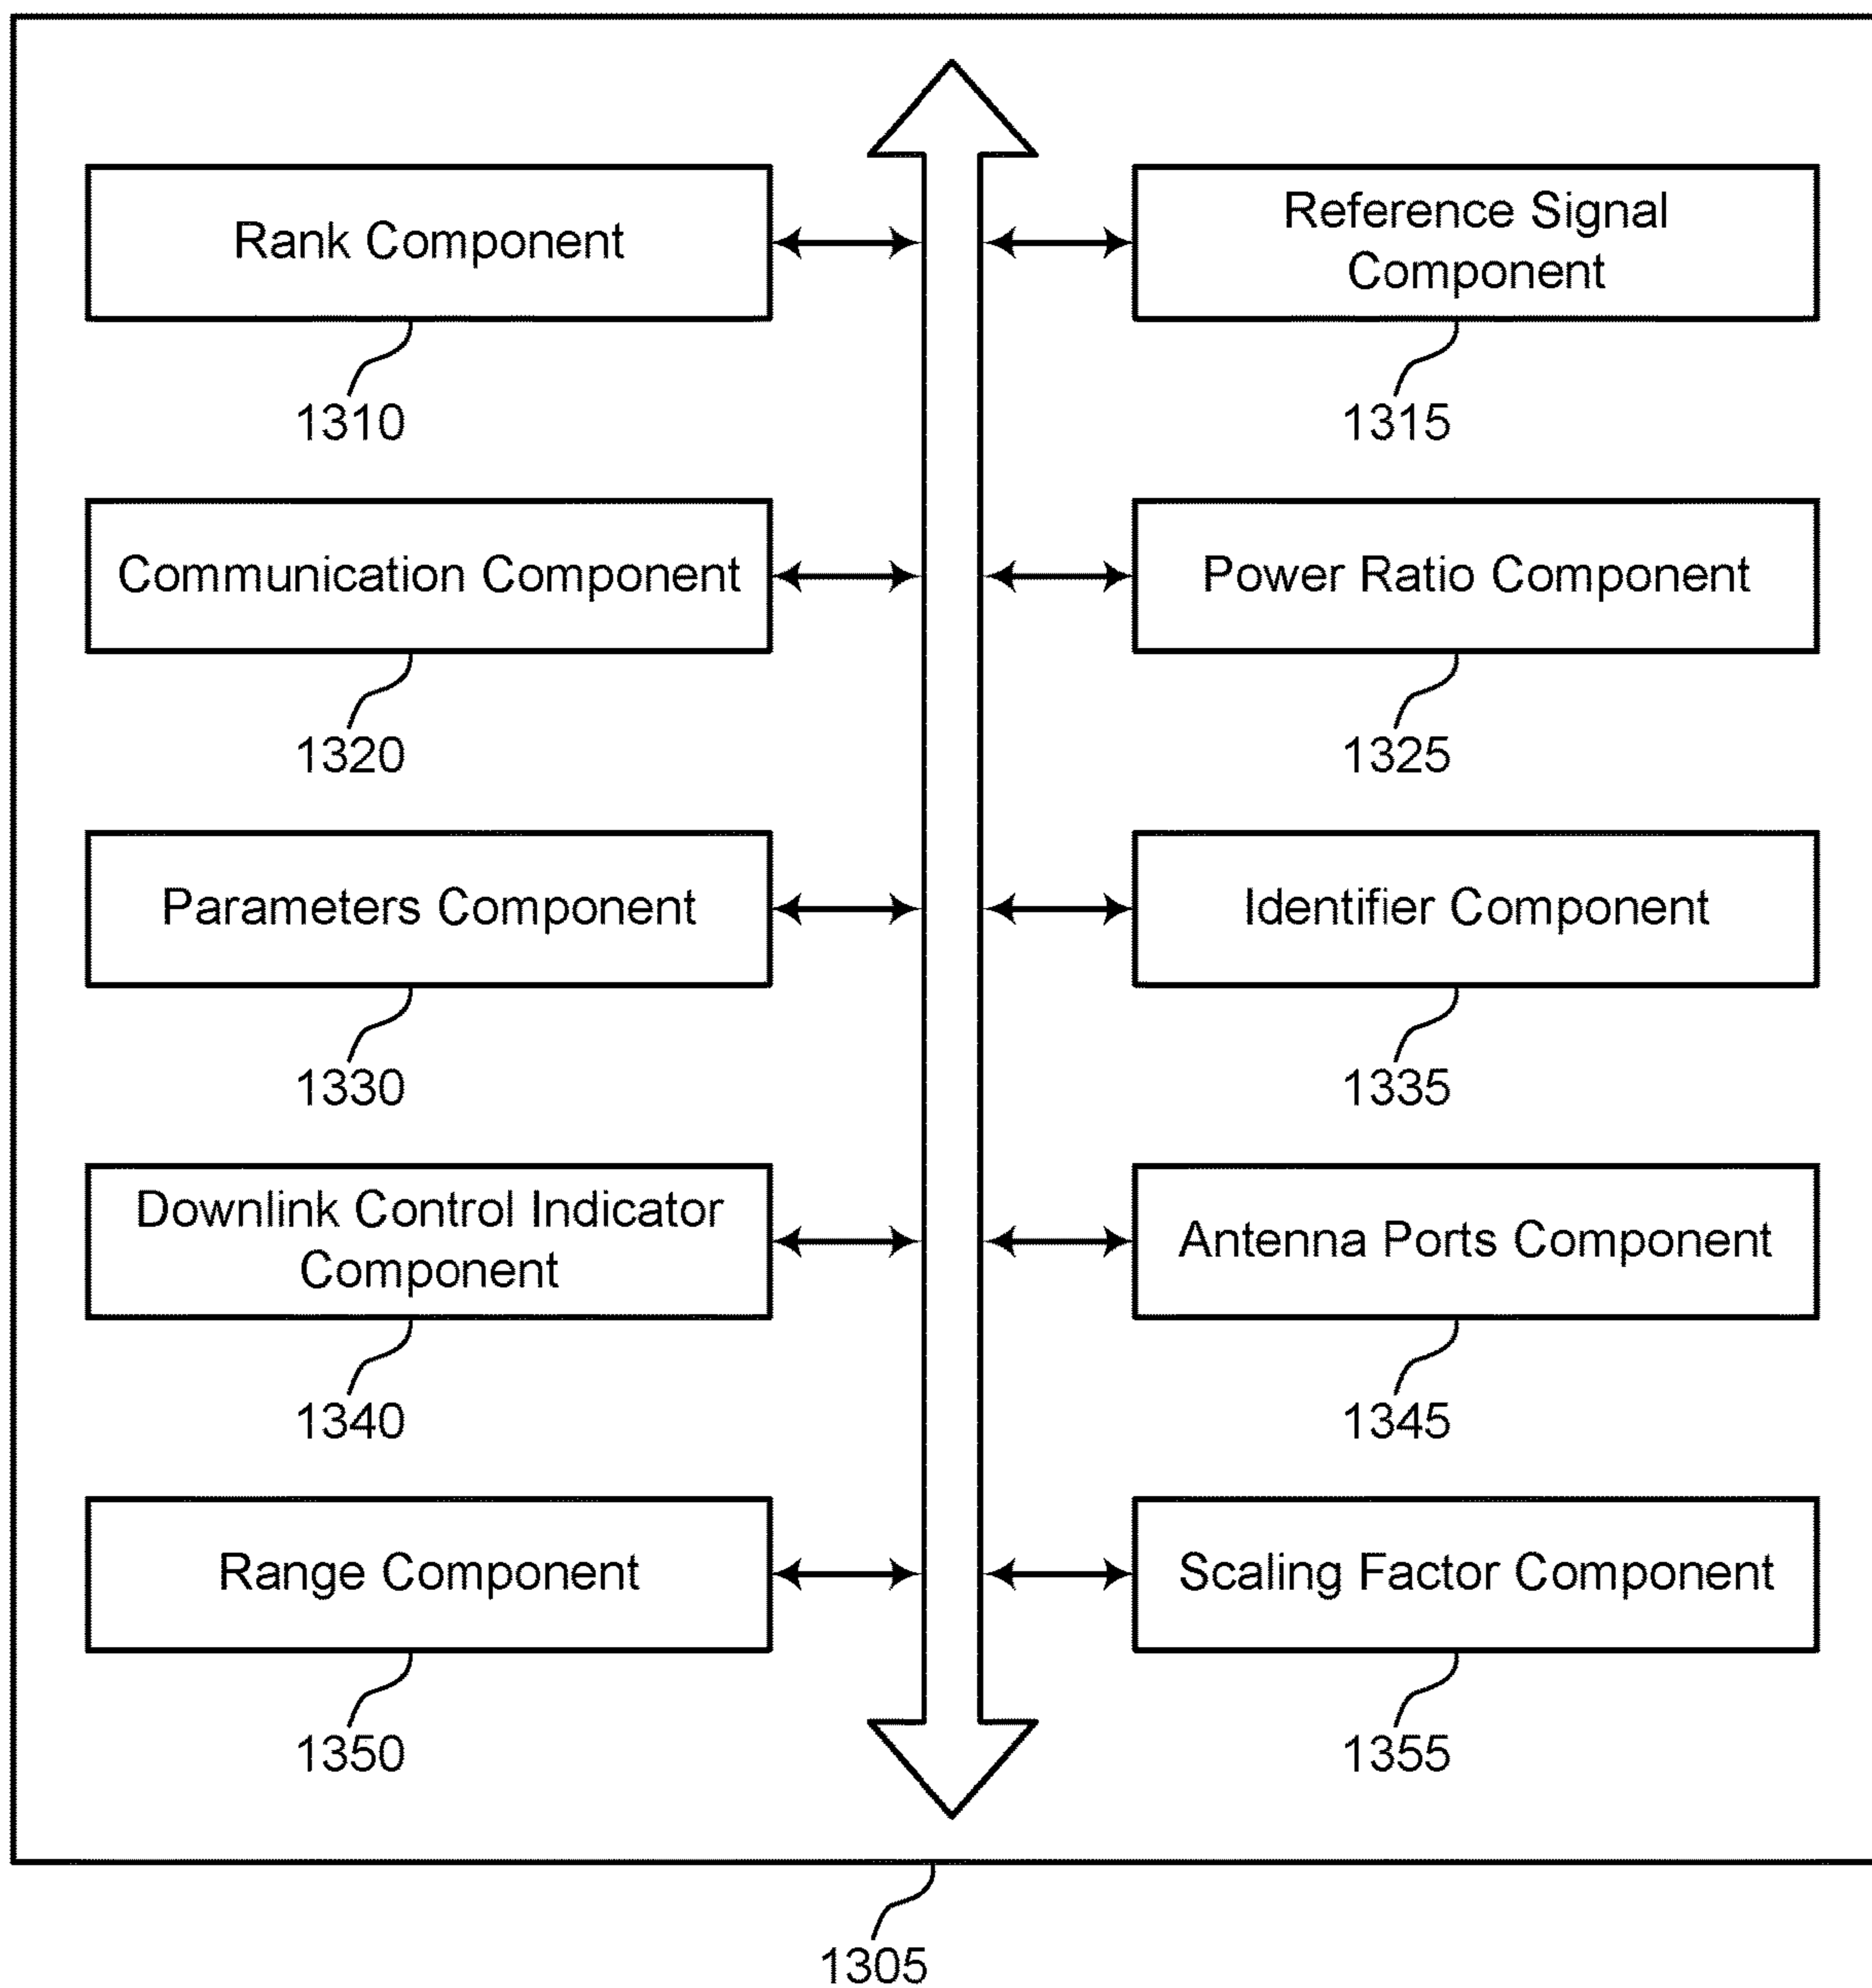 Rank Component
Reference Signal
Component
1310
1315
Communication Component
Power Ratio Component
1320
1325
Parameters Component
Identifier Component
1330
1335
Downlink Control Indicator
Component
Antenna Ports Component
1340
1345
Range Component
Scaling Factor Component
1350
1355
1305